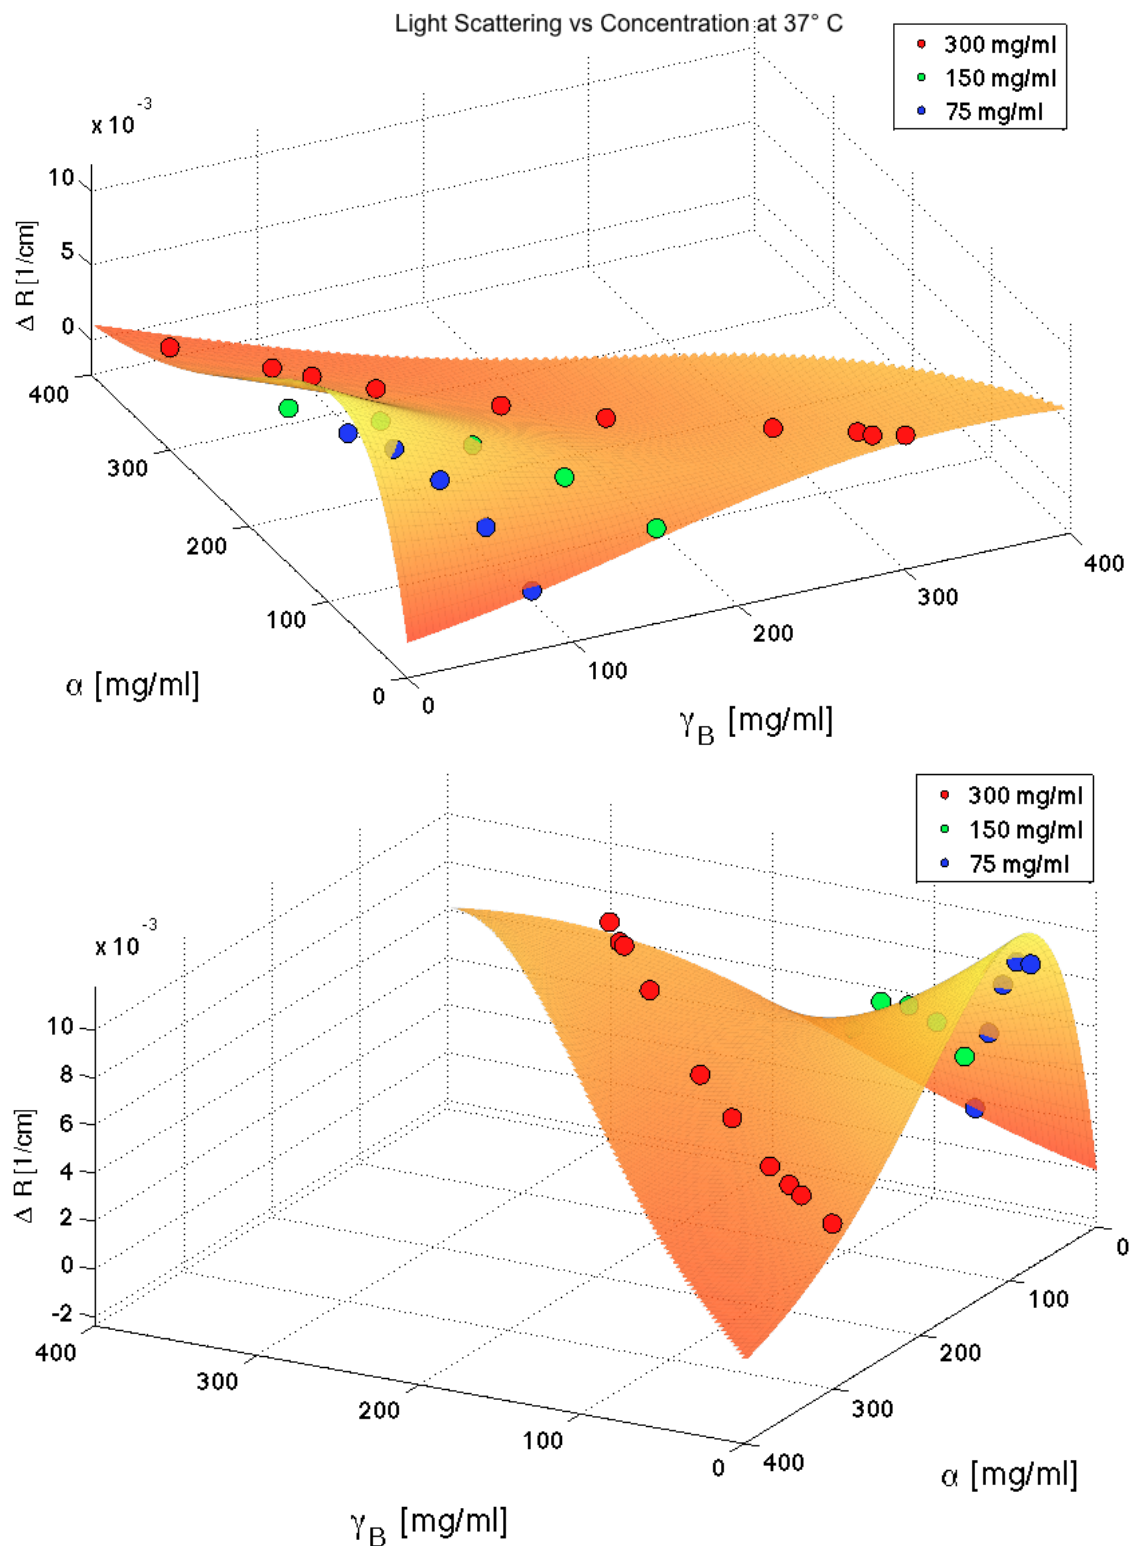 Light Scattering vs Concentration at 37° C
300 mg/ml
150 mg/ml
75 mg/ml
x 10 -3
10
5
0
Δ R [1/cm]
400
300
200
100
0
α [mg/ml]
0
100
200
300
400
γB [mg/ml]
300 mg/ml
150 mg/ml
75 mg/ml
x 10 -3
10
8
6
4
2
0
-2
Δ R [1/cm]
400
300
200
100
0
γB [mg/ml]
400
300
200
100
0
α [mg/ml]